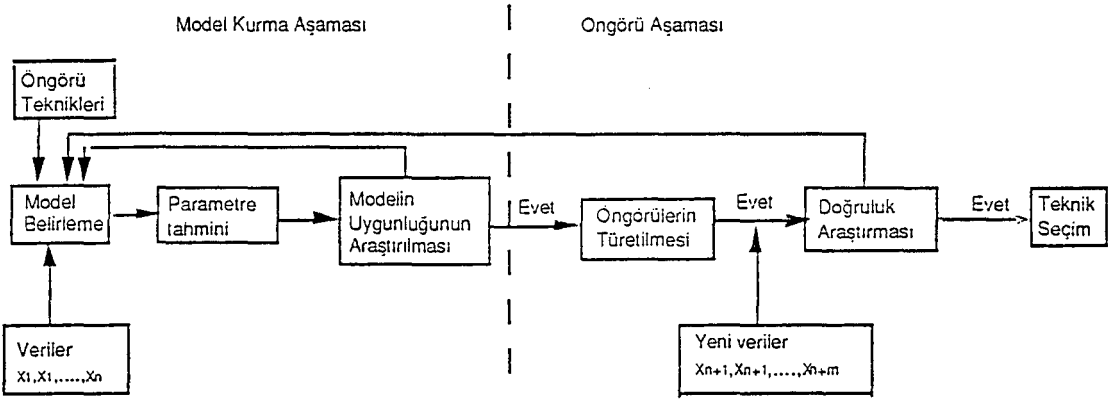 Model Kurma Aşaması
Ongörü Aşaması
Öngörü
Teknikleri
Model
Belirleme
Parametre
tahmini
Modelin
Uygunluğunun
Araştırılması
Evet
Öngörülerin
Türetilmesi
Evet
Doğruluk
Araştırması
Evet
Teknik
Seçim
Veriler
X1,X1,....,Xn
Yeni veriler
Xn+1,Xn+1,....,Xn+m